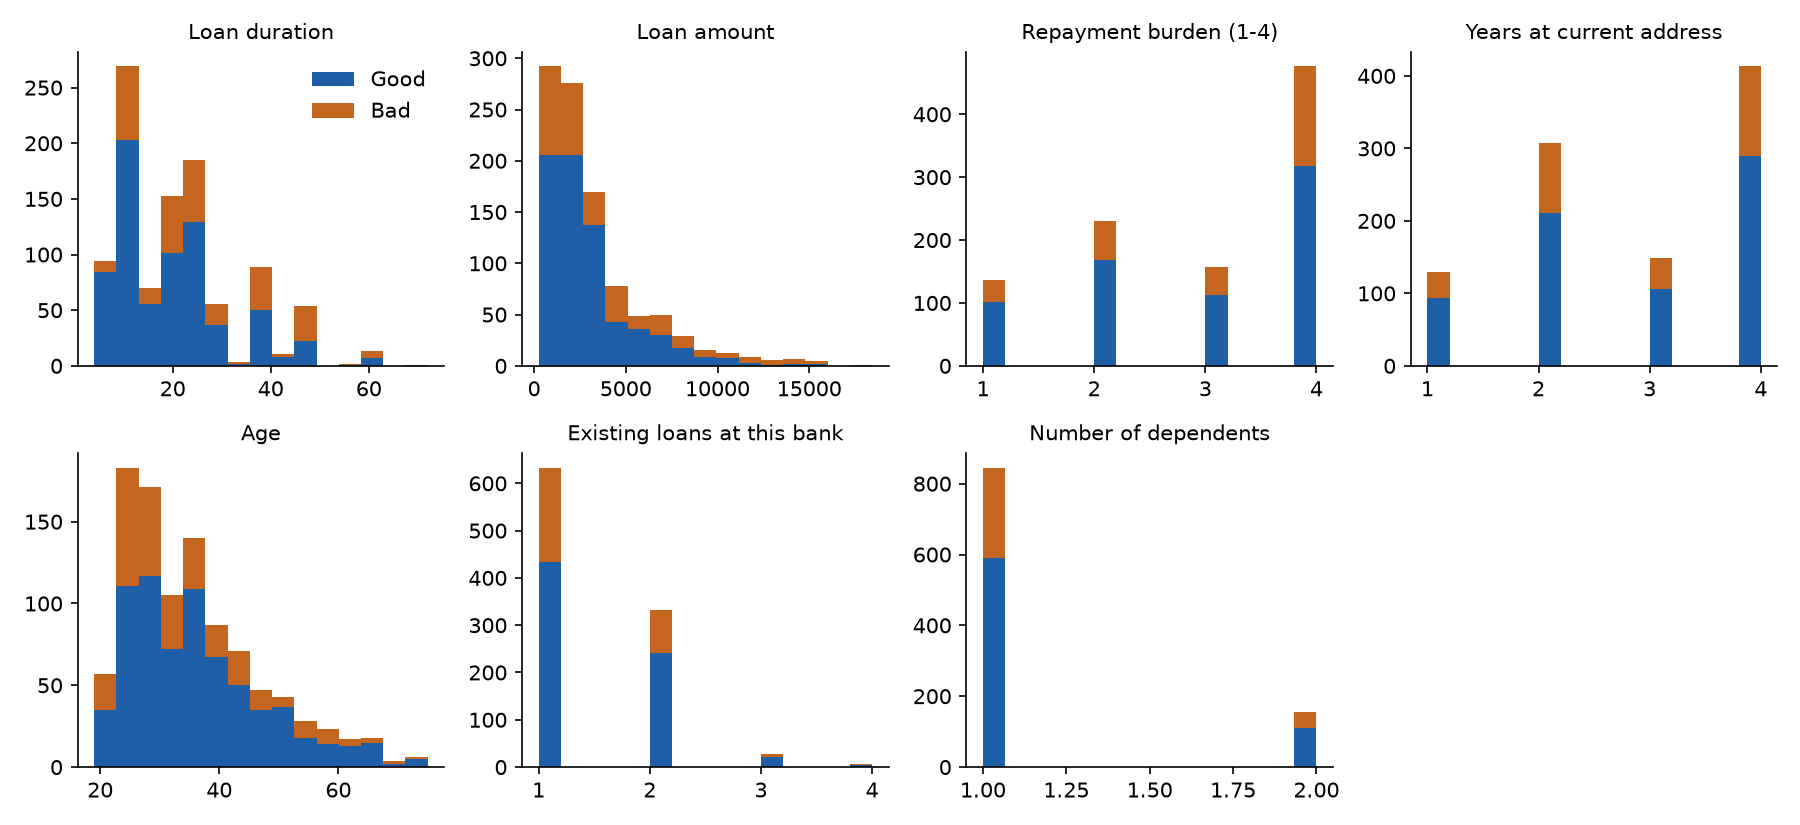 Loan duration
250
200
150
100
50
0
20 40 60
Good
Bad
Loan amount
300
250
200
150
100
50
0
0 5000 10000 15000
Repayment burden (1-4)
400
300
200
100
0
1 2 3 4
Years at current address
400
300
200
100
0
1 2 3 4
Age
150
100
50
0
20 40 60
Existing loans at this bank
600
500
400
300
200
100
0
1 2 3 4
Number of dependents
800
600
400
200
0
1.00 1.25 1.50 1.75 2.00